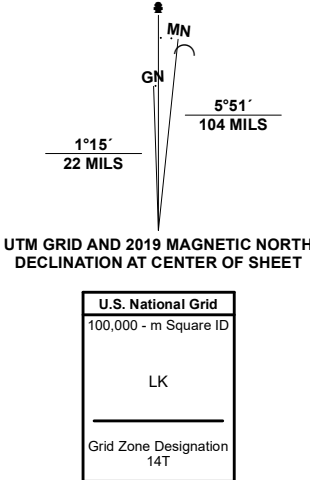 MN
GN
5°51´
104 MILS
1°15´
22 MILS
UTM GRID AND 2019 MAGNETIC NORTH
DECLINATION AT CENTER OF SHEET
U.S. National Grid
100,000 - m Square ID
LK
Grid Zone Designation
14T